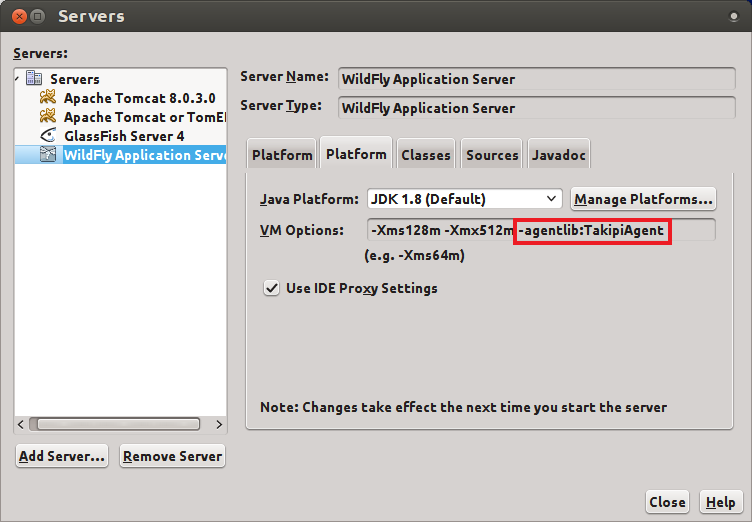 Servers
Servers:
Servers
Apache Tomcat 8.0.3.0
Apache Tomcat or TomE
GlassFish Server 4
WildFly Application Serve
Server Name: WildFly Application Server
Server Type: WildFly Application Server
Platform Platform Classes Sources Javadoc
Java Platform: JDK 1.8 (Default) Manage Platforms...
VM Options: -Xms128m -Xmx512m -agentlib:TakipiAgent
(e.g. -Xms64m)
Use IDE Proxy Settings
Note: Changes take effect the next time you start the server
Add Server... Remove Server
Close Help